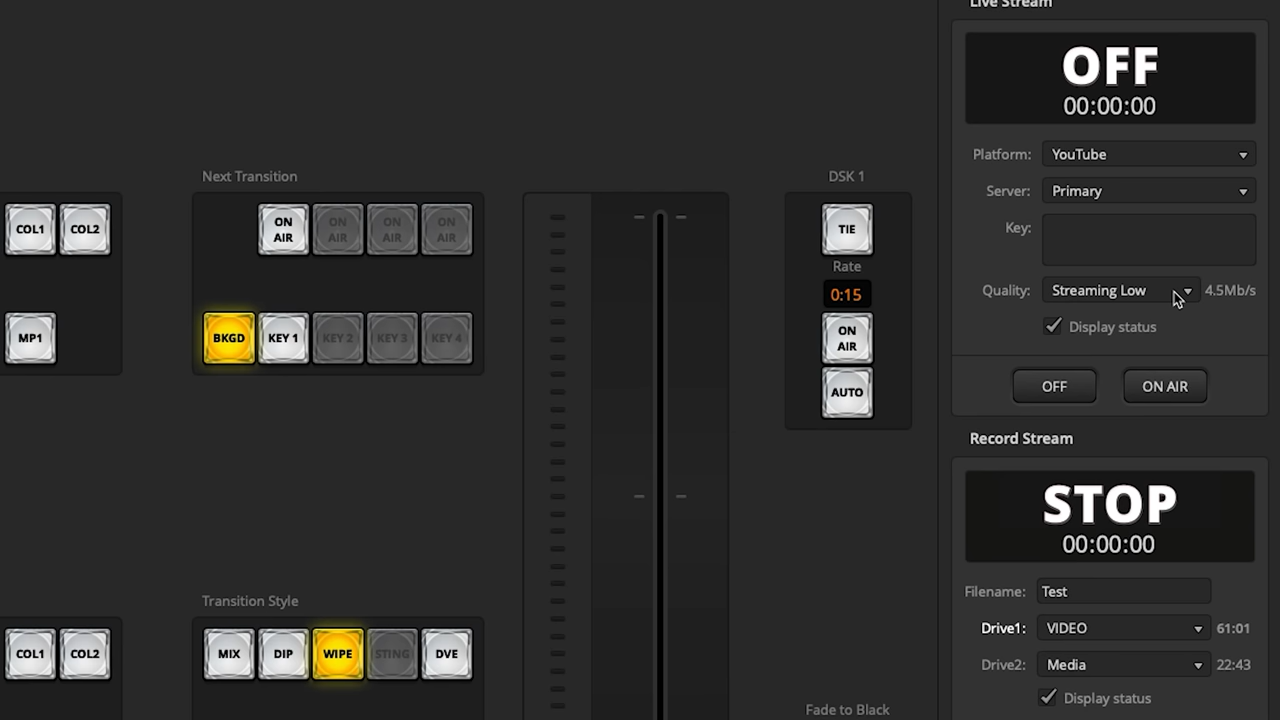 Live Stream
OFF
00:00:00
Platform: YouTube
Server: Primary
Key:
Quality: Streaming Low 4.5Mb/s
Display status
OFF ON AIR
Record Stream
STOP
00:00:00
Filename: Test
Drive1: VIDEO 61:01
Drive2: Media 22:43
Display status
COL1 COL2
MP1
COL1 COL2
Next Transition
ON AIR ON AIR ON AIR ON AIR
BKGD KEY 1 KEY 2 KEY 3 KEY 4
Transition Style
MIX DIP WIPE STING DVE
DSK 1
TIE
Rate
0:15
ON
AIR
AUTO
Fade to Black